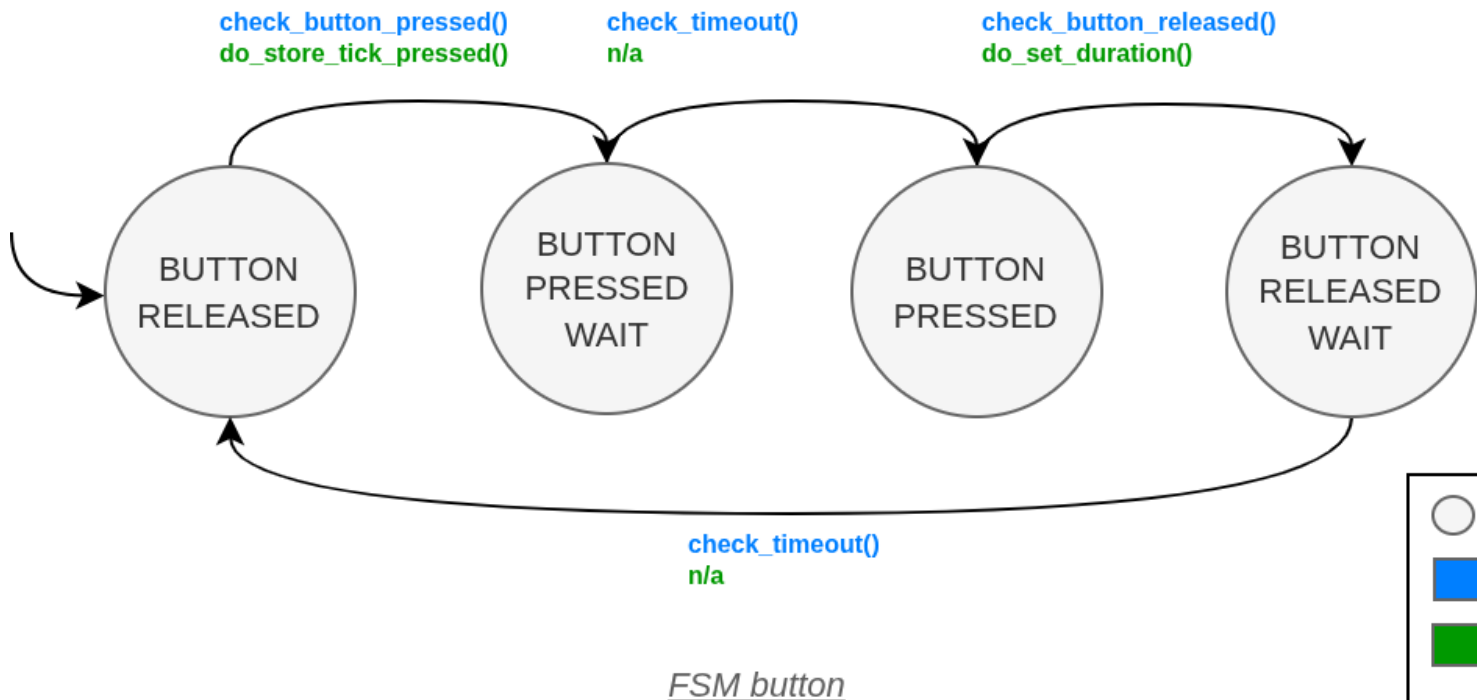 check_button_pressed()
do_store_tick_pressed()
check_timeout()
n/a
check_button_released()
do_set_duration()
BUTTON
RELEASED
BUTTON
PRESSED
WAIT
BUTTON
PRESSED
BUTTON
RELEASED
WAIT
check_timeout()
n/a
FSM button